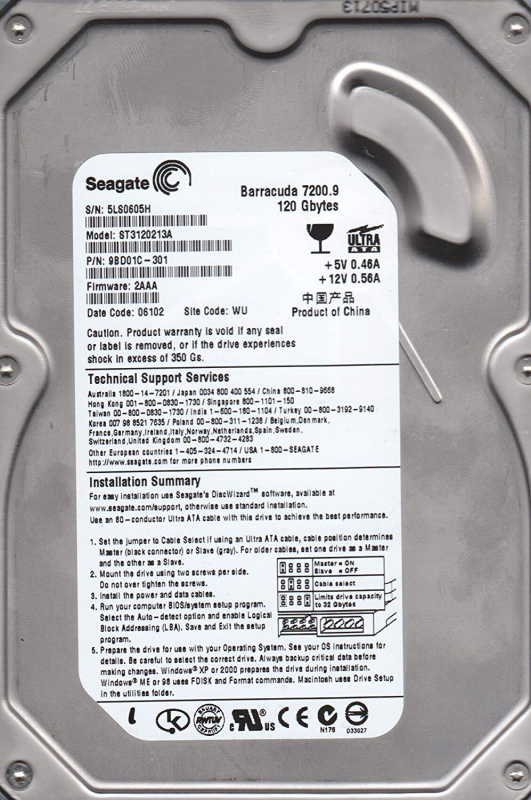 MIP50713
Seagate
Barracuda 7200.9
120 Gbytes
S/N: 5LS0605H
Model: ST3120213A
P/N: 9BD01C-301
Firmware: 2AAA
Date Code: 06102 Site Code: WU
ULTRA
ATA
+5V 0.46A
+12V 0.56A
中国产品
Product of China
Caution. Product warranty is void if any seal
or label is removed, or if the drive experiences
shock in excess of 350 Gs.
Technical Support Services
Australia 1800-14-7201 / Japan 0034 800 400 554 / China 800-810-9668
Hong Kong 001-800-0830-1730 / Singapore 800-1101-150
Taiwan 00-800-0830-1730 / India 1-600-180-1104 / Turkey 00-800-3192-9140
Korea 007 98 8521 7635 / Poland 00-800-311-1238 / Belgium,Denmark,
France,Germany,Ireland,Italy,Norway,Netherlands,Spain,Sweden,
Switzerland,United Kingdom 00-800-4732-4283
Other European countries 1-405-324-4714 / USA 1-800-SEAGATE
http://www.seagate.com for more phone numbers
Installation Summary
For easy installation use Seagate's DiscWizard™ software, available at
www.seagate.com/support, otherwise use standard installation.
Use an 80-conductor Ultra ATA cable with this drive to achieve the best performance.
1. Set the jumper to Cable Select if using an Ultra ATA cable, cable position determines
Master (black connector) or Slave (gray). For older cables, set one drive as a Master
and the other as a Slave.
2. Mount the drive using two screws per side.
Do not over tighten the screws.
3. Install the power and data cables.
4. Run your computer BIOS/system setup program.
Select the Auto-detect option and enable Logical
Block Addressing (LBA). Save and Exit the setup
program.
Master = ON
Slave = OFF
Cable select
Limits drive capacity
to 32 Gbytes
5. Prepare the drive for use with your Operating System. See your OS instructions for
details. Be careful to select the correct drive. Always backup critical data before
making changes. Windows® XP or 2000 prepares the drive during installation.
Windows® ME or 98 uses FDISK and Format commands. Macintosh uses Drive Setup
in the utilities folder.
c RU US CE N176 D33027